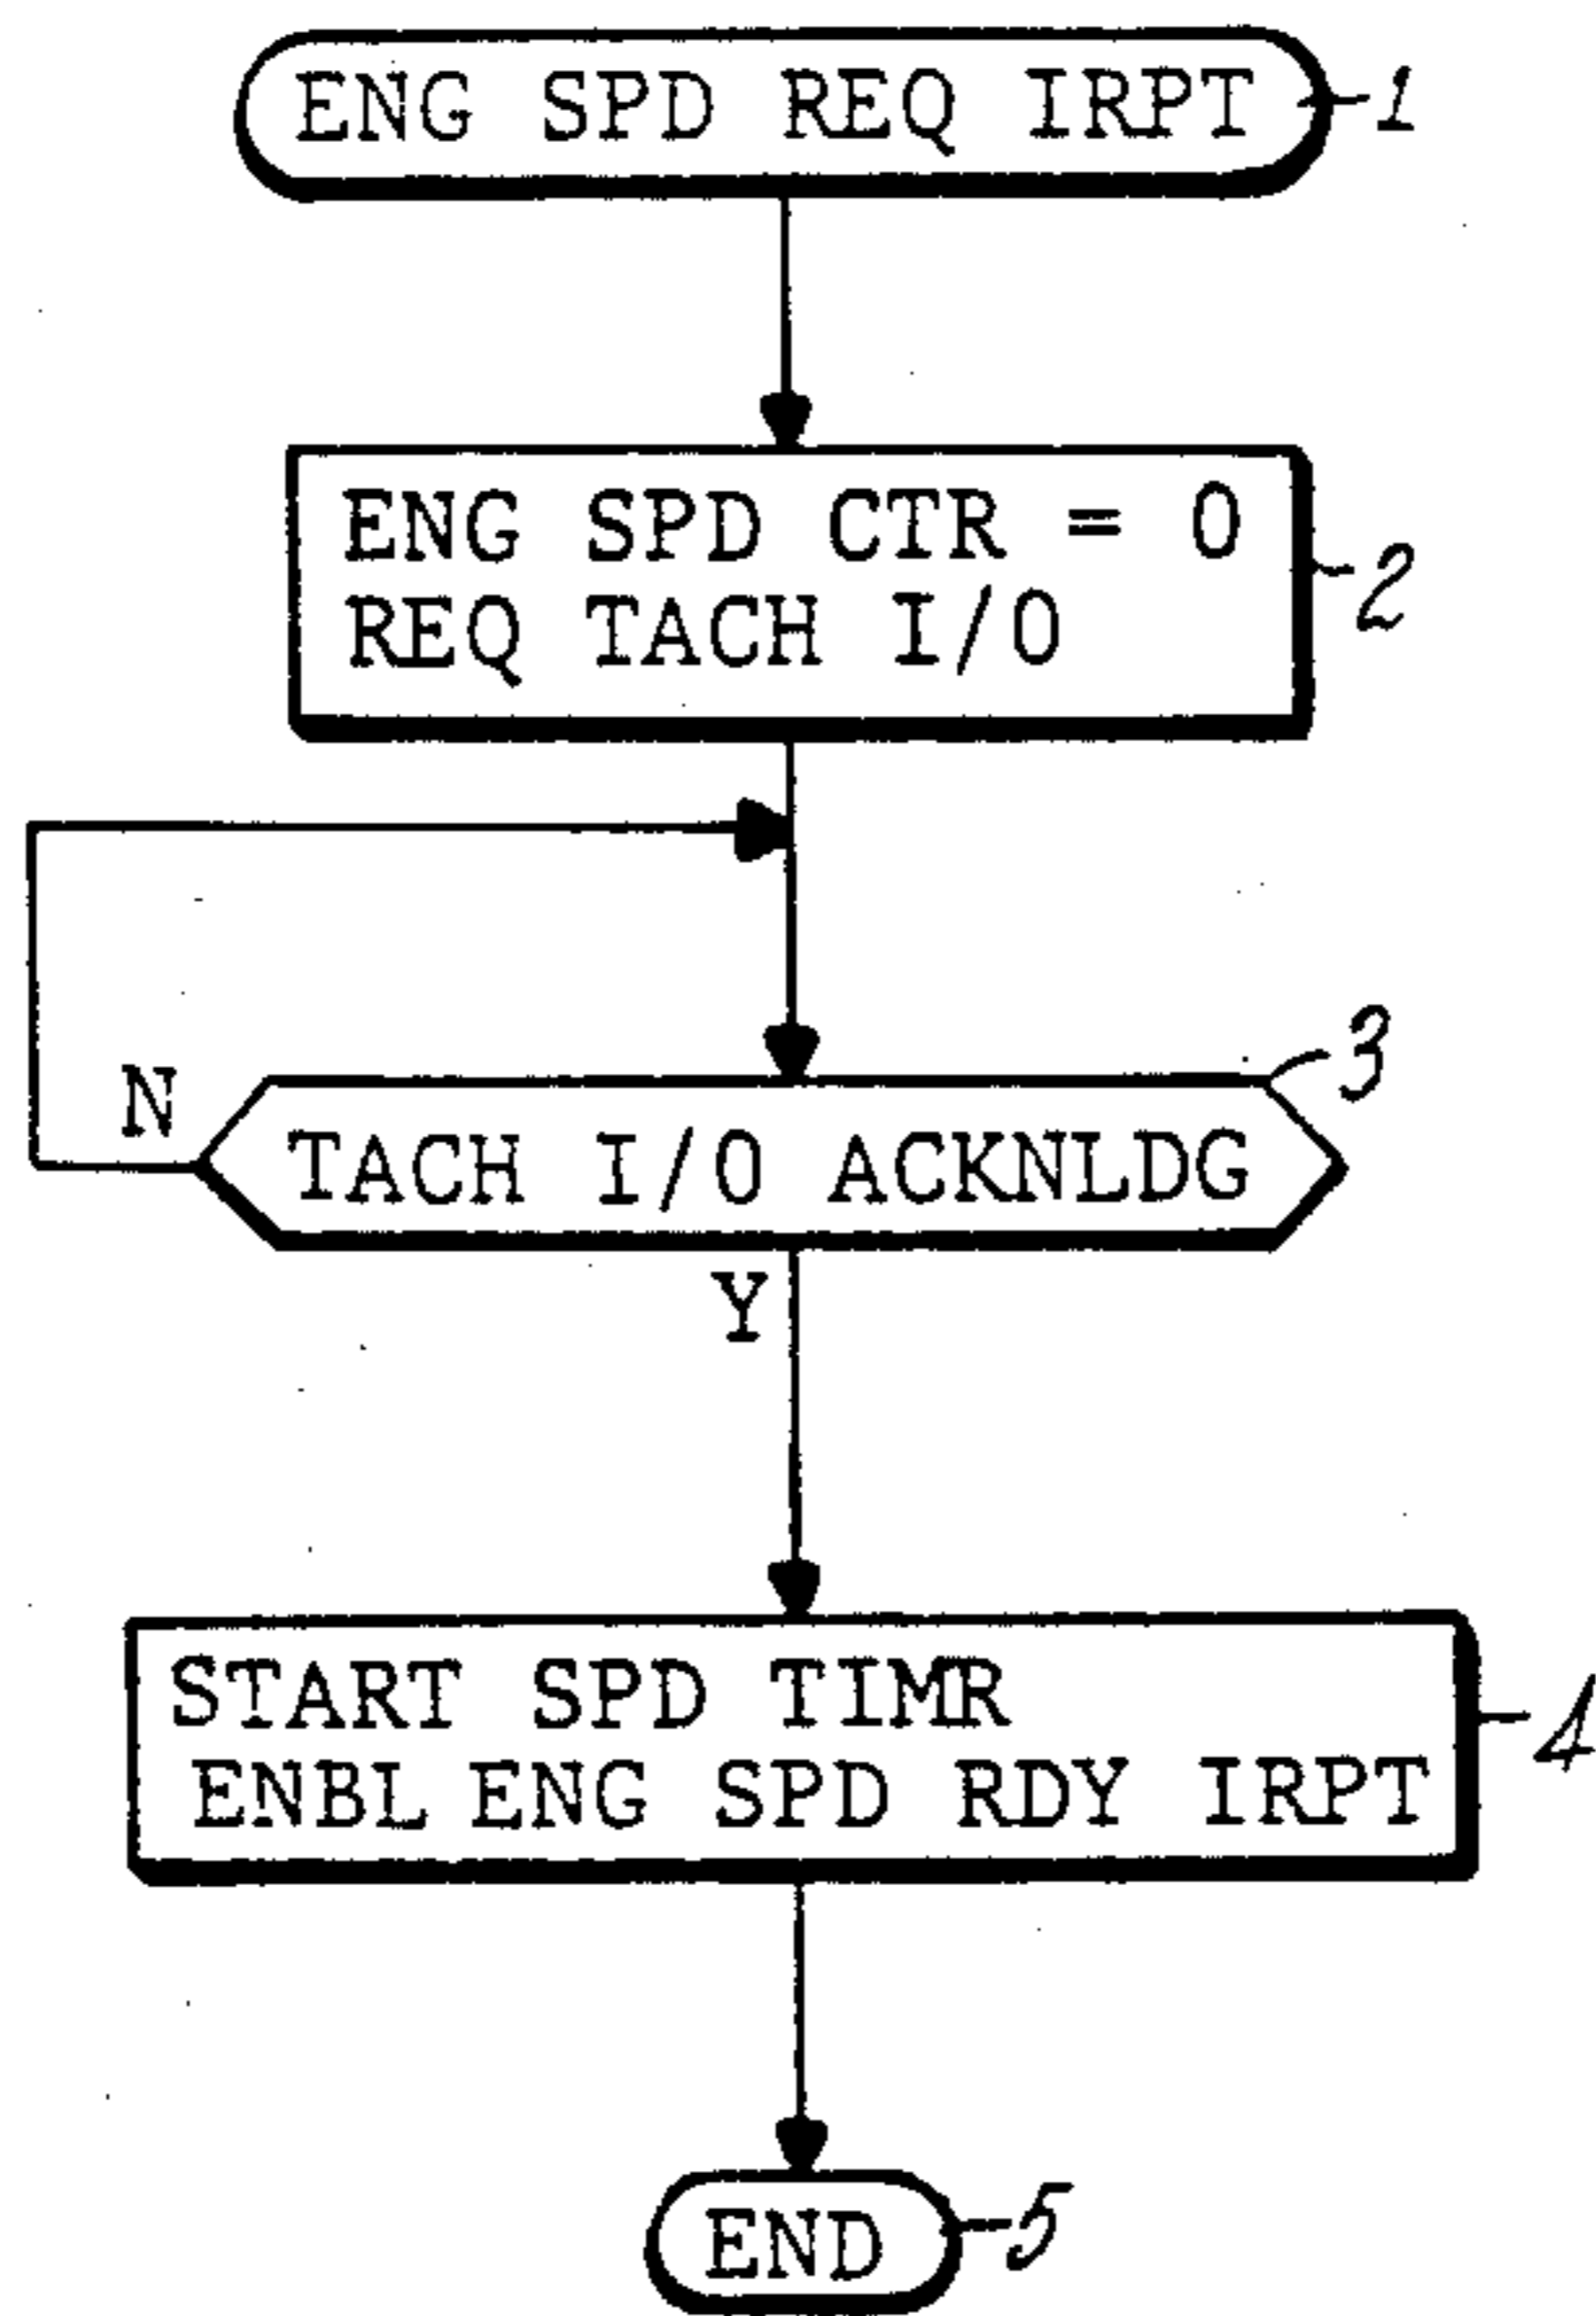 ENG SPD REQ IRPT 1
ENG SPD CTR = 0
REQ TACH I/O
2
3
N
TACH I/O ACKNLDG
Y
START SPD TIMR
ENBL ENG SPD RDY IRPT
4
END 5